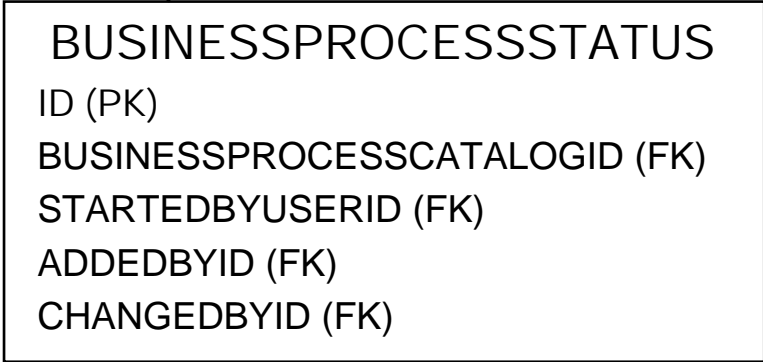 BUSINESSPROCESSSTATUS
ID (PK)
BUSINESSPROCESSCATALOGID (FK)
STARTEDBYUSERID (FK)
ADDEDBYID (FK)
CHANGEDBYID (FK)